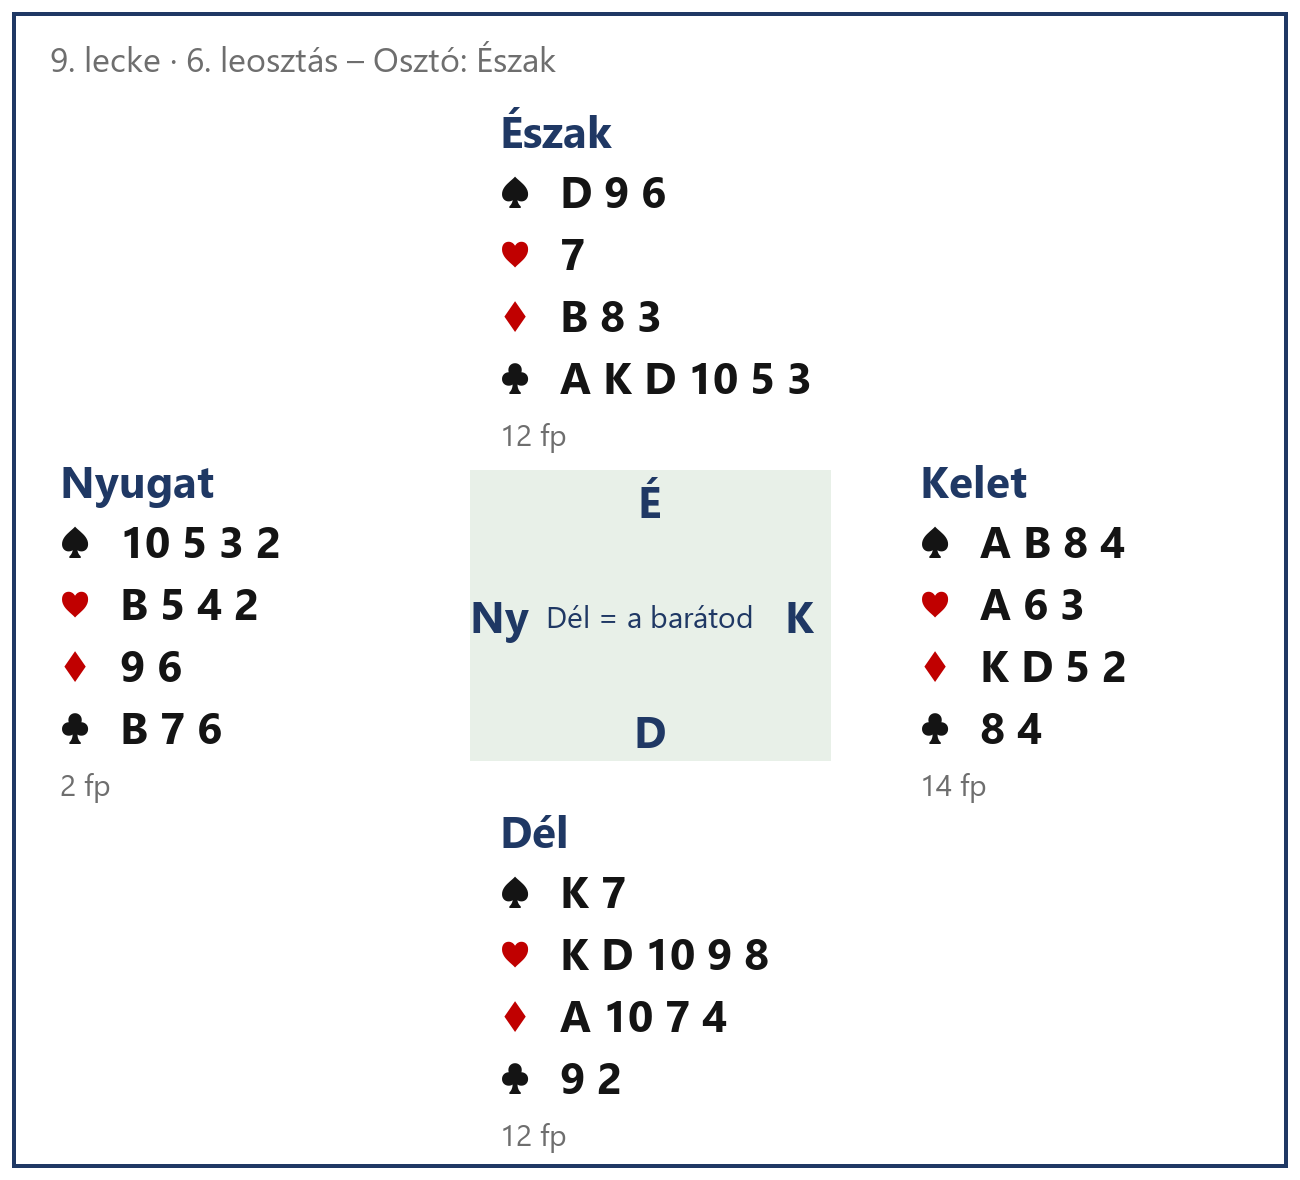 9. lecke · 6. leosztás – Osztó: Észak
Észak
♠ D 9 6
♥ 7
♦ B 8 3
♣ A K D 10 5 3
12 fp
Nyugat
♠ 10 5 3 2
♥ B 5 4 2
♦ 9 6
♣ B 7 6
2 fp
É
Ny Dél = a barátod K
D
Kelet
♠ A B 8 4
♥ A 6 3
♦ K D 5 2
♣ 8 4
14 fp
Dél
♠ K 7
♥ K D 10 9 8
♦ A 10 7 4
♣ 9 2
12 fp